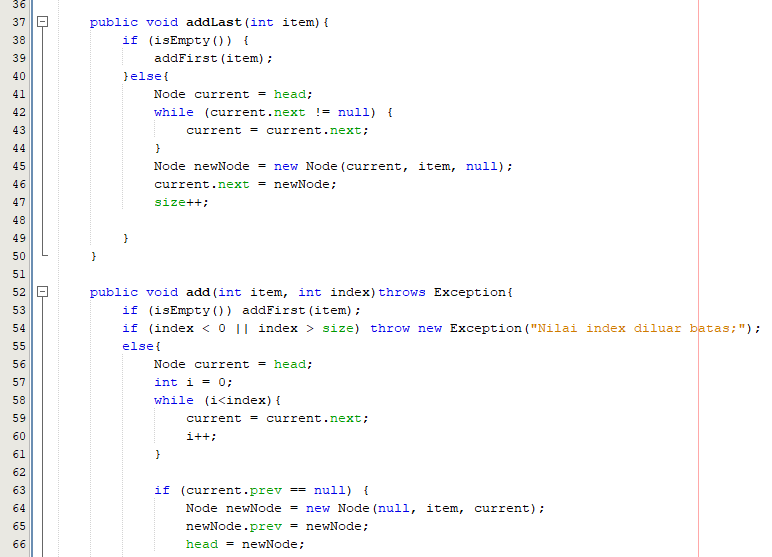 36
37 public void addLast(int item){
38 if (isEmpty()) {
39 addFirst(item);
40 }else{
41 Node current = head;
42 while (current.next != null) {
43 current = current.next;
44 }
45 Node newNode = new Node(current, item, null);
46 current.next = newNode;
47 size++;
48
49 }
50 }
51
52 public void add(int item, int index)throws Exception{
53 if (isEmpty()) addFirst(item);
54 if (index < 0 || index > size) throw new Exception("Nilai index diluar batas;");
55 else{
56 Node current = head;
57 int i = 0;
58 while (i<index){
59 current = current.next;
60 i++;
61 }
62
63 if (current.prev == null) {
64 Node newNode = new Node(null, item, current);
65 newNode.prev = newNode;
66 head = newNode;